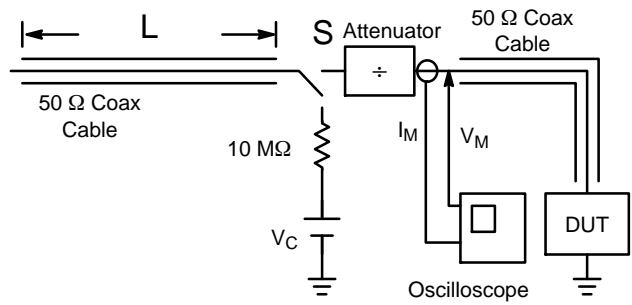 L
S
Attenuator
÷
50 Ω Coax
Cable
50 Ω Coax
Cable
10 MΩ
I_M
V_M
V_C
DUT
Oscilloscope